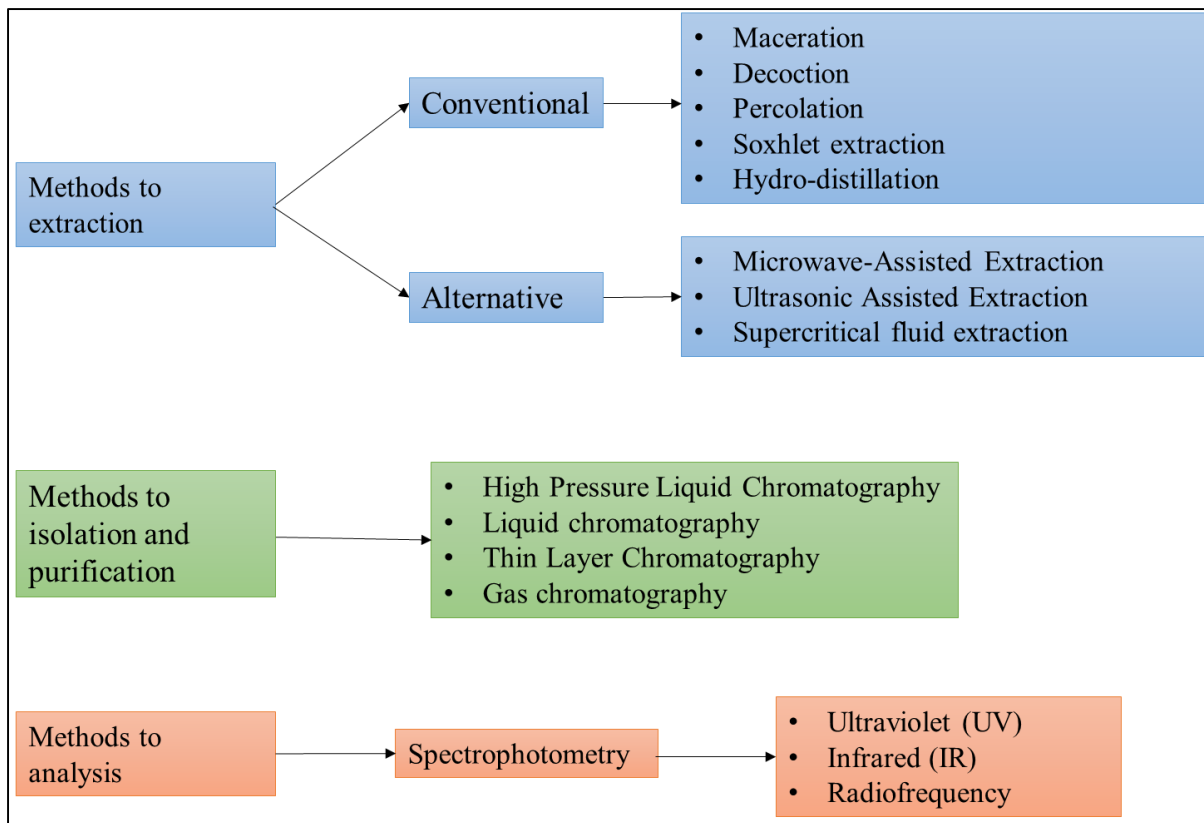 Methods to
extraction
Conventional
• Maceration
• Decoction
• Percolation
• Soxhlet extraction
• Hydro-distillation
Alternative
• Microwave-Assisted Extraction
• Ultrasonic Assisted Extraction
• Supercritical fluid extraction
Methods to
isolation and
purification
• High Pressure Liquid Chromatography
• Liquid chromatography
• Thin Layer Chromatography
• Gas chromatography
Methods to
analysis
Spectrophotometry
• Ultraviolet (UV)
• Infrared (IR)
• Radiofrequency